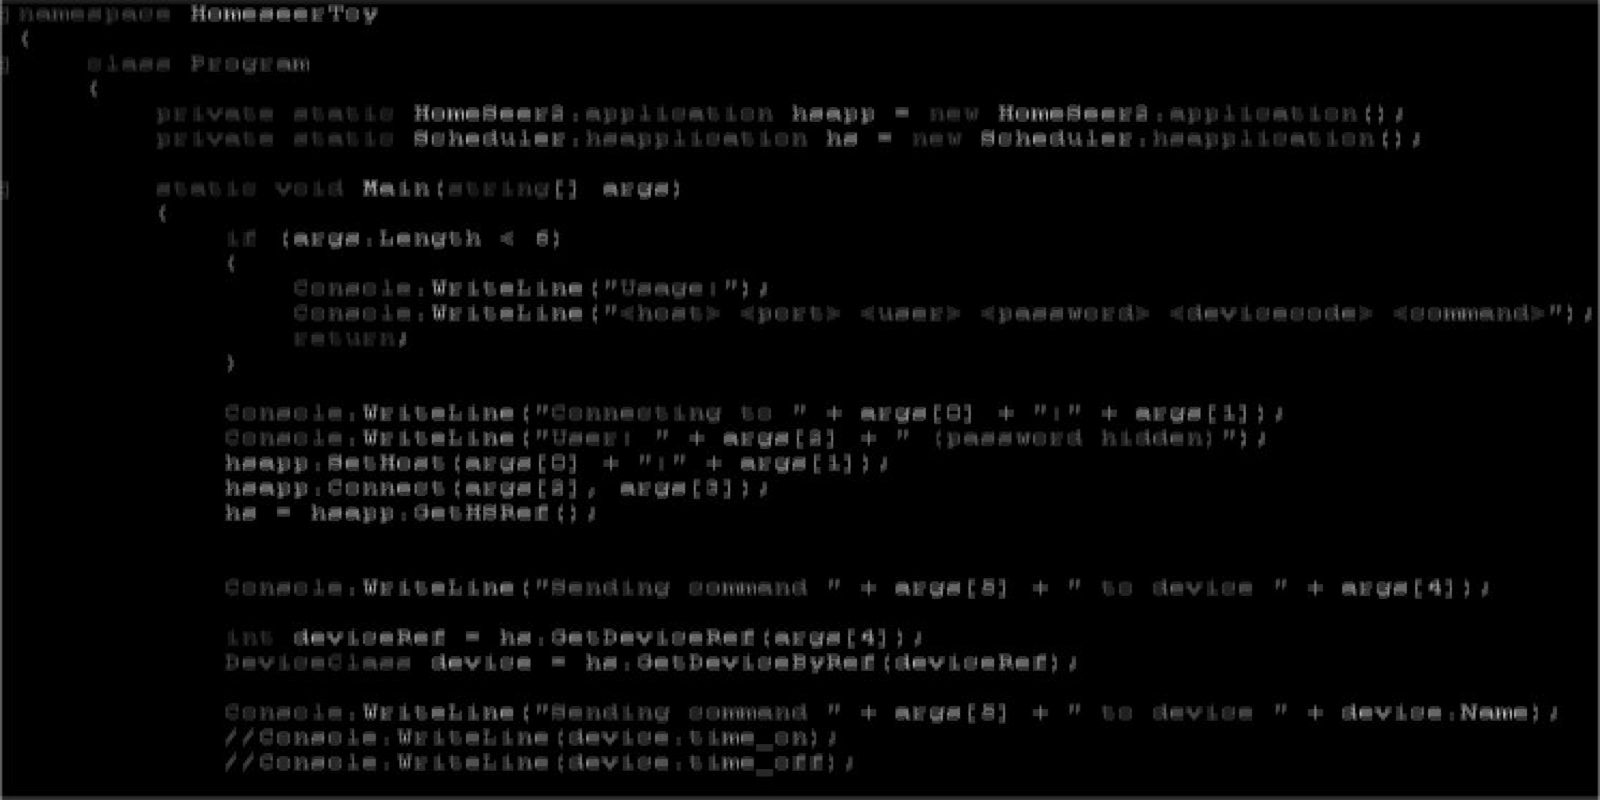 namespace HomeseerToy
{
class Program
{
private static HomeSeer2.application hsapp = new HomeSeer2.application();
private static Scheduler.hsapplication hs = new Scheduler.hsapplication();
static void Main(string[] args)
{
if (args.Length < 6)
{
Console.WriteLine("Usage:");
Console.WriteLine("<host> <port> <user> <password> <devicecode> <command>");
return;
}
Console.WriteLine("Connecting to " + args[0] + ":" + args[1]);
Console.WriteLine("User: " + args[2] + " (password hidden)");
hsapp.SetHost(args[0] + ":" + args[1]);
hsapp.Connect(args[2], args[3]);
hs = hsapp.GetHSRef();
Console.WriteLine("Sending command " + args[5] + " to device " + args[4]);
int deviceRef = hs.GetDeviceRef(args[4]);
DeviceClass device = hs.GetDeviceByRef(deviceRef);
Console.WriteLine("Sending command " + args[5] + " to device " + device.Name);
//Console.WriteLine(device.time_on);
//Console.WriteLine(device.time_off);